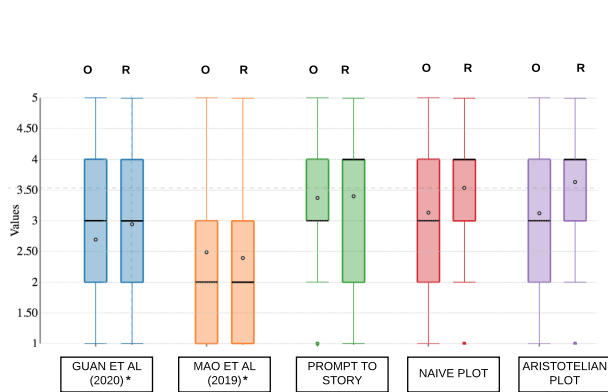 O R O R O R O R O R
5
4.50
4
3.50
3
2.50
2
1.50
1
Values
GUAN ET AL
(2020)*
MAO ET AL
(2019)*
PROMPT TO
STORY
NAIVE PLOT
ARISTOTELIAN
PLOT